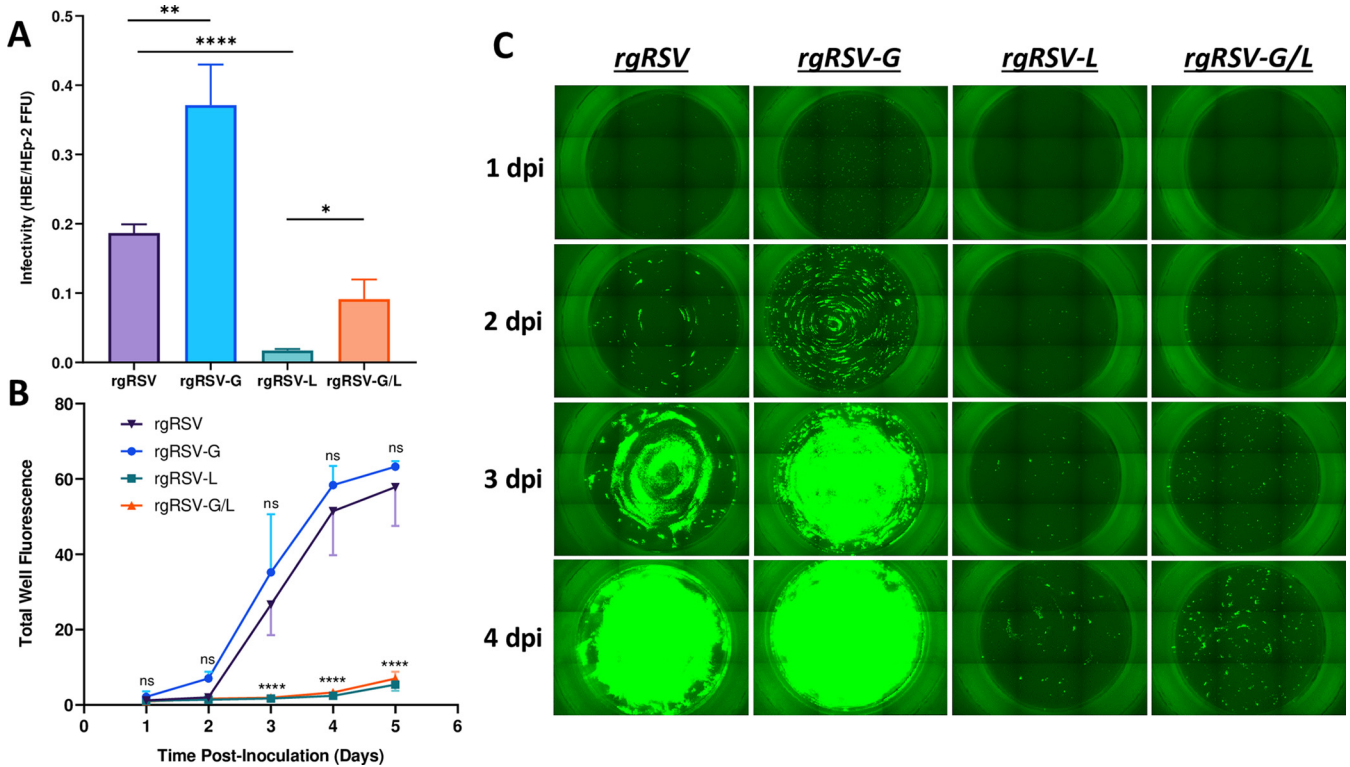 A
Infectivity (HBE/HEp-2 FFU)
0.5
0.4
0.3
0.2
0.1
0.0
**
****
*
rgRSV
rgRSV-G
rgRSV-L
rgRSV-G/L
B
Total Well Fluorescence
80
60
40
20
0
rgRSV
rgRSV-G
rgRSV-L
rgRSV-G/L
ns
ns
ns
ns
ns
****
****
****
0 1 2 3 4 5 6
Time Post-Inoculation (Days)
C
rgRSV rgRSV-G rgRSV-L rgRSV-G/L
1 dpi
2 dpi
3 dpi
4 dpi